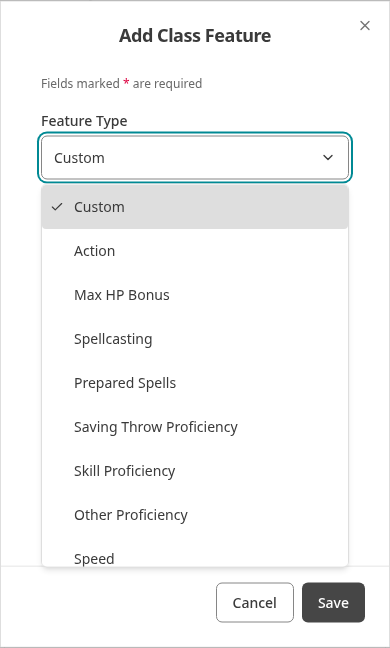 Add Class Feature
Fields marked * are required
Feature Type
Custom
Custom
Action
Max HP Bonus
Spellcasting
Prepared Spells
Saving Throw Proficiency
Skill Proficiency
Other Proficiency
Speed
Cancel
Save